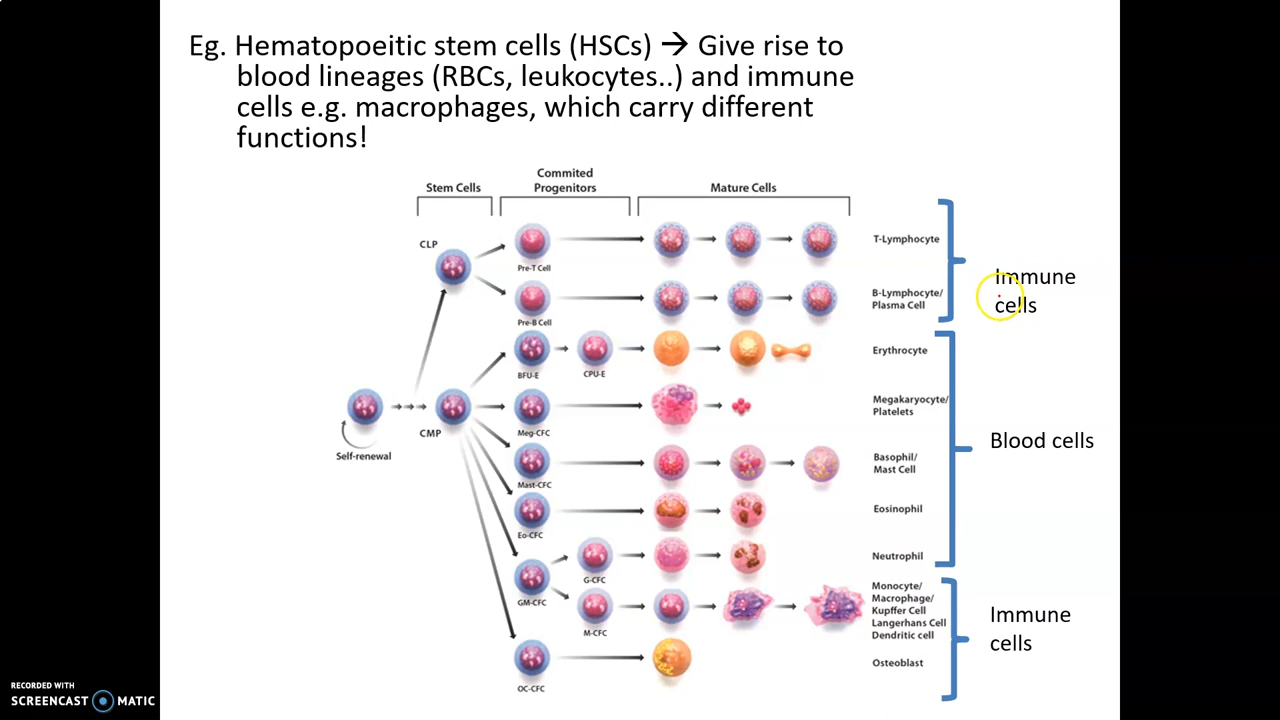 Eg. Hematopoeitic stem cells (HSCs) → Give rise to
blood lineages (RBCs, leukocytes..) and immune
cells e.g. macrophages, which carry different
functions!
Stem Cells
Commited
Progenitors
Mature Cells
CLP
Pre-T Cell
T-Lymphocyte
Pre-B Cell
B-Lymphocyte/
Plasma Cell
Immune
cells
BFU-E
CPU-E
Erythrocyte
Self-renewal
CMP
Meg-CFC
Megakaryocyte/
Platelets
Blood cells
Mast-CFC
Basophil/
Mast Cell
Eo-CFC
Eosinophil
GM-CFC
G-CFC
Neutrophil
M-CFC
Monocyte/
Macrophage/
Kupffer Cell
Langerhans Cell
Dendritic cell
Immune
cells
OC-CFC
Osteoblast
RECORDED WITH
SCREENCAST MATIC